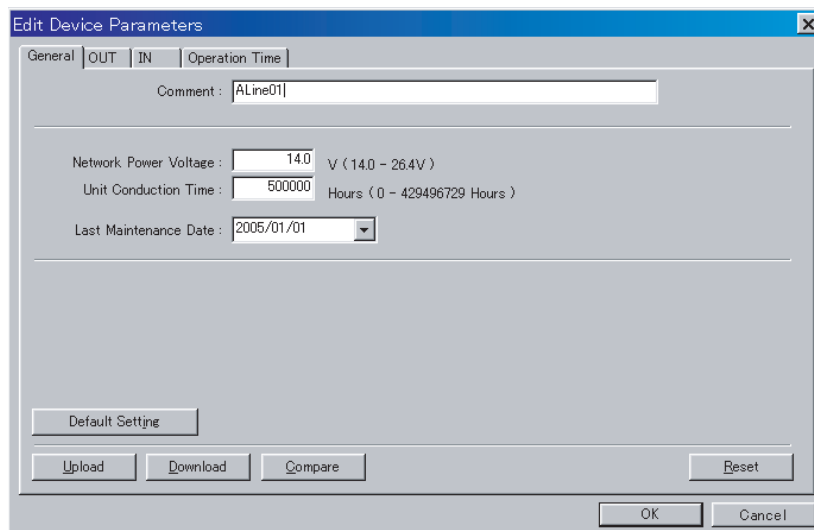 Edit Device Parameters
General OUT IN Operation Time
Comment : ALine01
Network Power Voltage : 14.0 V ( 14.0 - 26.4V )
Unit Conduction Time : 500000 Hours ( 0 - 429496729 Hours )
Last Maintenance Date : 2005/01/01
Default Setting
Upload Download Compare Reset
OK Cancel